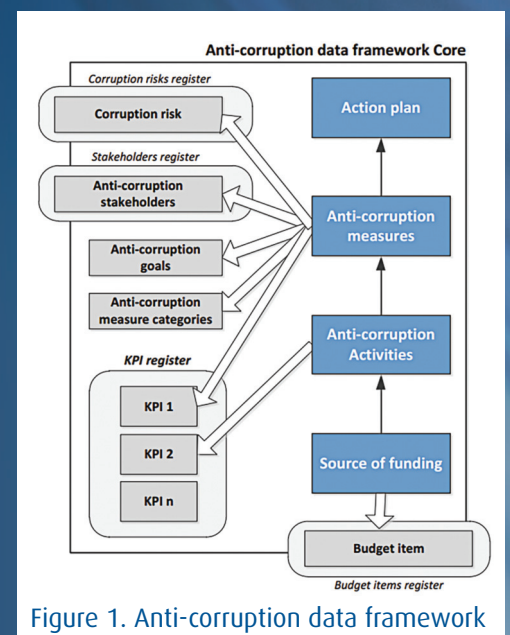 Anti-corruption data framework Core
Corruption risks register
Corruption risk
Action plan
Stakeholders register
Anti-corruption
stakeholders
Anti-corruption
measures
Anti-corruption
goals
Anti-corruption
measure categories
Anti-corruption
Activities
KPI register
KPI 1
KPI 2
KPI n
Source of funding
Budget item
Budget items register
Figure 1. Anti-corruption data framework